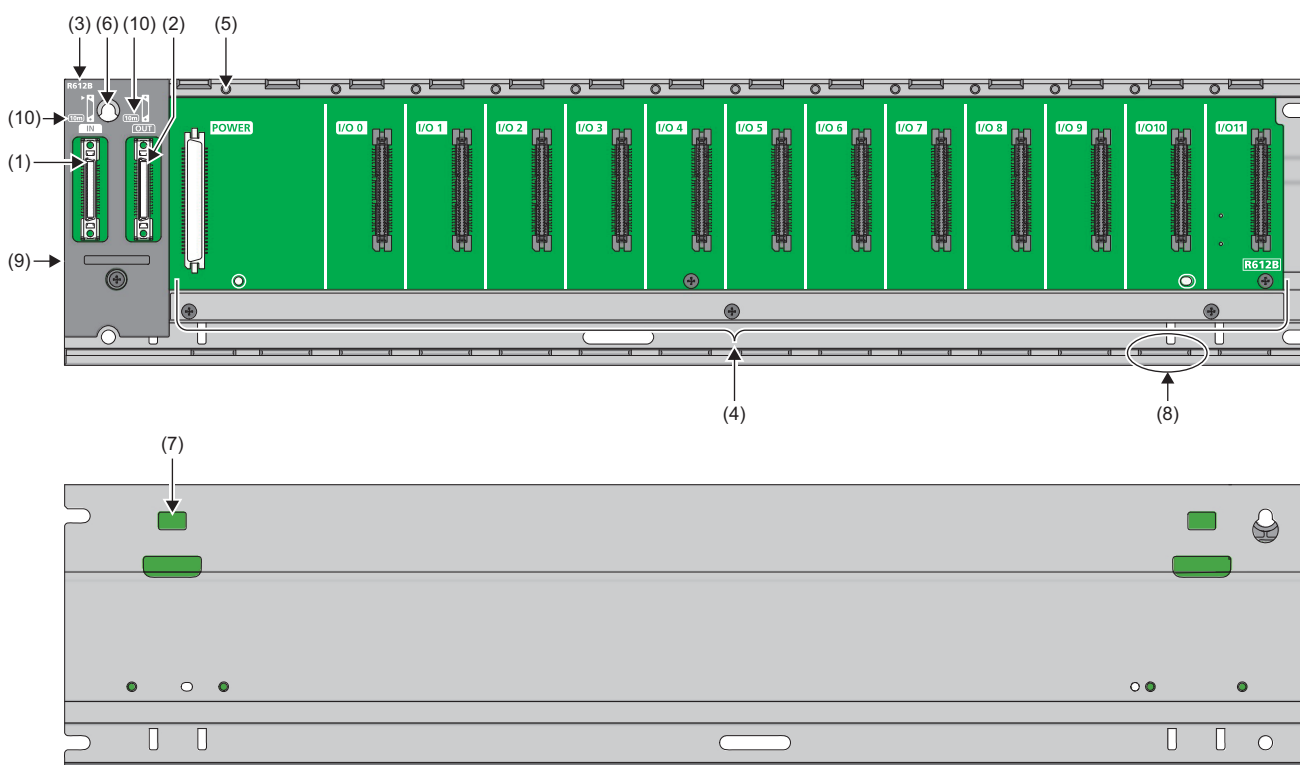 (3) (6) (10) (2) (5)
R612B
(10) 10m 10m
IN OUT POWER I/O 0 I/O 1 I/O 2 I/O 3 I/O 4 I/O 5 I/O 6 I/O 7 I/O 8 I/O 9 I/O10 I/O11
(1)
(9) R612B
(4) (8)
(7)